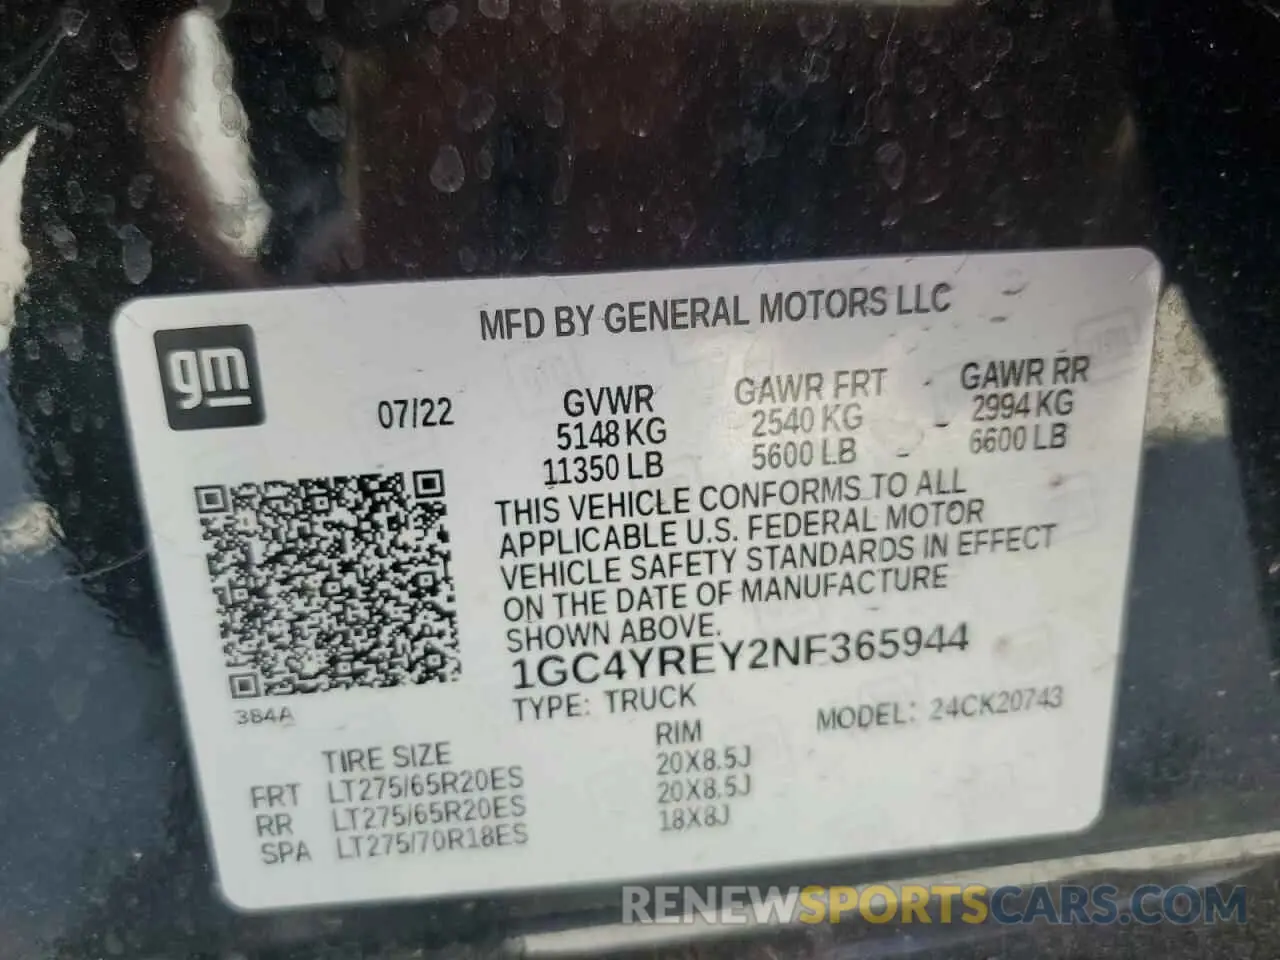 gm
MFD BY GENERAL MOTORS LLC
07/22 GVWR GAWR FRT GAWR RR
5148 KG 2540 KG 2994 KG
11350 LB 5600 LB 6600 LB
THIS VEHICLE CONFORMS TO ALL
APPLICABLE U.S. FEDERAL MOTOR
VEHICLE SAFETY STANDARDS IN EFFECT
ON THE DATE OF MANUFACTURE
SHOWN ABOVE.
1GC4YREY2NF365944
384A
TYPE: TRUCK MODEL: 24CK20743
TIRE SIZE RIM
FRT LT275/65R20ES 20X8.5J
RR LT275/65R20ES 20X8.5J
SPA LT275/70R18ES 18X8J
RENEWSPORTSCARS.COM